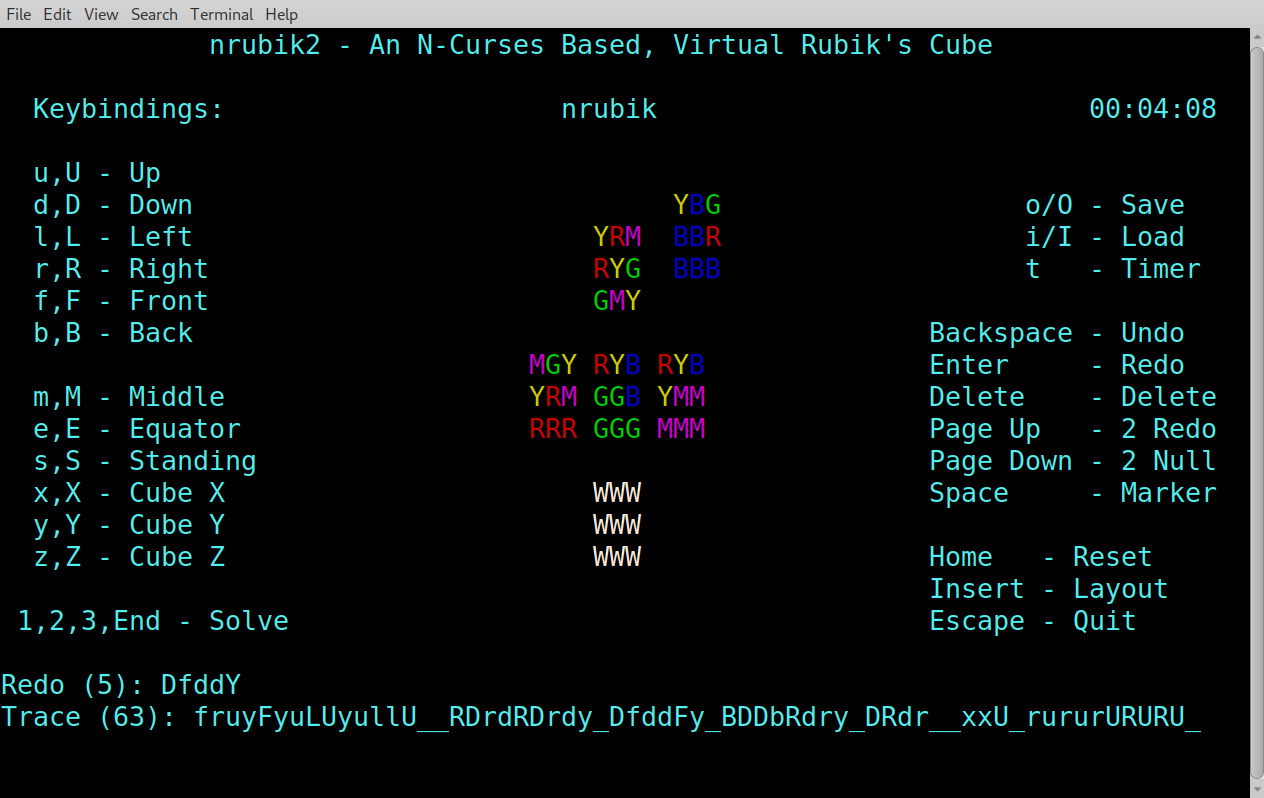 File Edit View Search Terminal Help
nrubik2 - An N-Curses Based, Virtual Rubik's Cube
Keybindings: nrubik 00:04:08
u,U - Up
d,D - Down YBG o/O - Save
l,L - Left YRM BBR i/I - Load
r,R - Right RYG BBB t - Timer
f,F - Front GMY
b,B - Back Backspace - Undo
MGY RYB RYB Enter - Redo
m,M - Middle YRM GGB YMM Delete - Delete
e,E - Equator RRR GGG MMM Page Up - 2 Redo
s,S - Standing Page Down - 2 Null
x,X - Cube X WWW Space - Marker
y,Y - Cube Y WWW
z,Z - Cube Z WWW Home - Reset
Insert - Layout
1,2,3,End - Solve Escape - Quit
Redo (5): DfddY
Trace (63): fruyFyuLUyullU__RDrdRDrdy_DfddFy_BDDbRdry_DRdr__xxU_rururURURU_